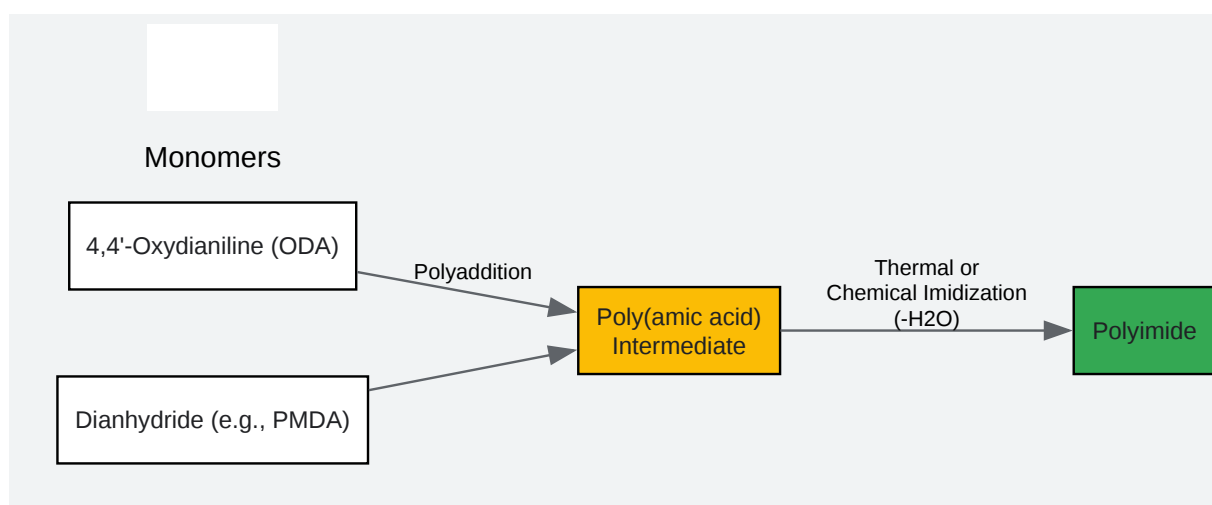 Monomers
4,4'-Oxydianiline (ODA)
Polyaddition
Dianhydride (e.g., PMDA)
Poly(amic acid)
Intermediate
Thermal or
Chemical Imidization
(-H2O)
Polyimide